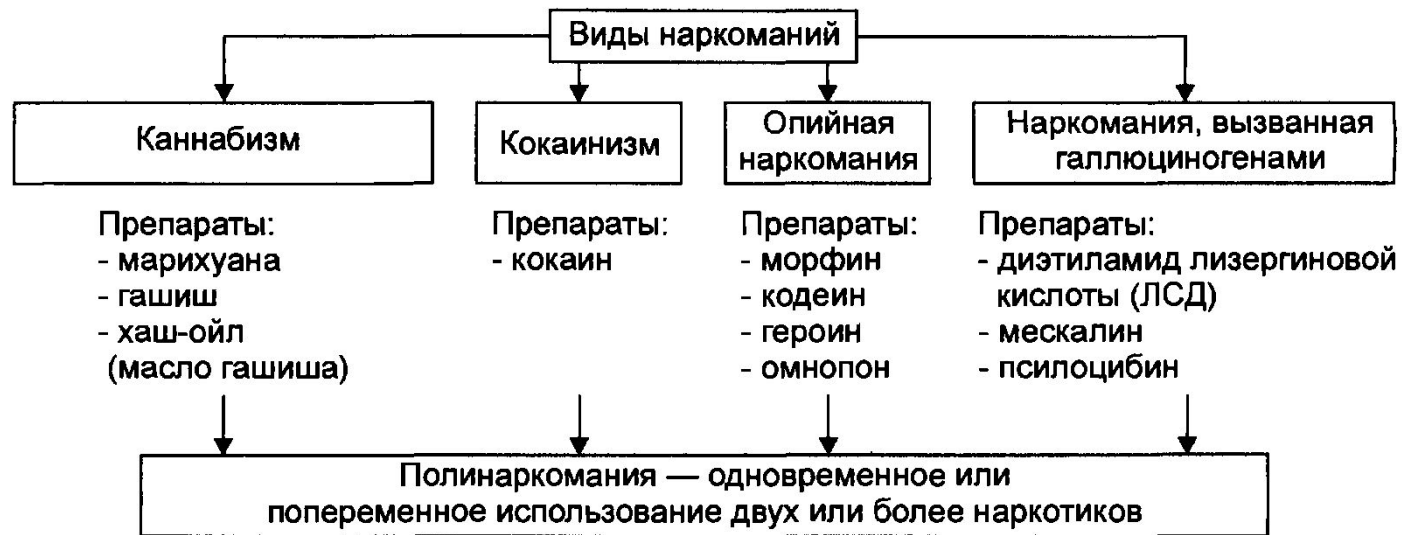 Виды наркоманий
Каннабизм
Кокаинизм
Опийная
наркомания
Наркомания, вызванная
галлюциногенами
Препараты:
- марихуана
- гашиш
- хаш-ойл
(масло гашиша)
Препараты:
- кокаин
Препараты:
- морфин
- кодеин
- героин
- омнопон
Препараты:
- диэтиламид лизергиновой
кислоты (ЛСД)
- мескалин
- псилоцибин
Полинаркомания — одновременное или
попеременное использование двух или более наркотиков